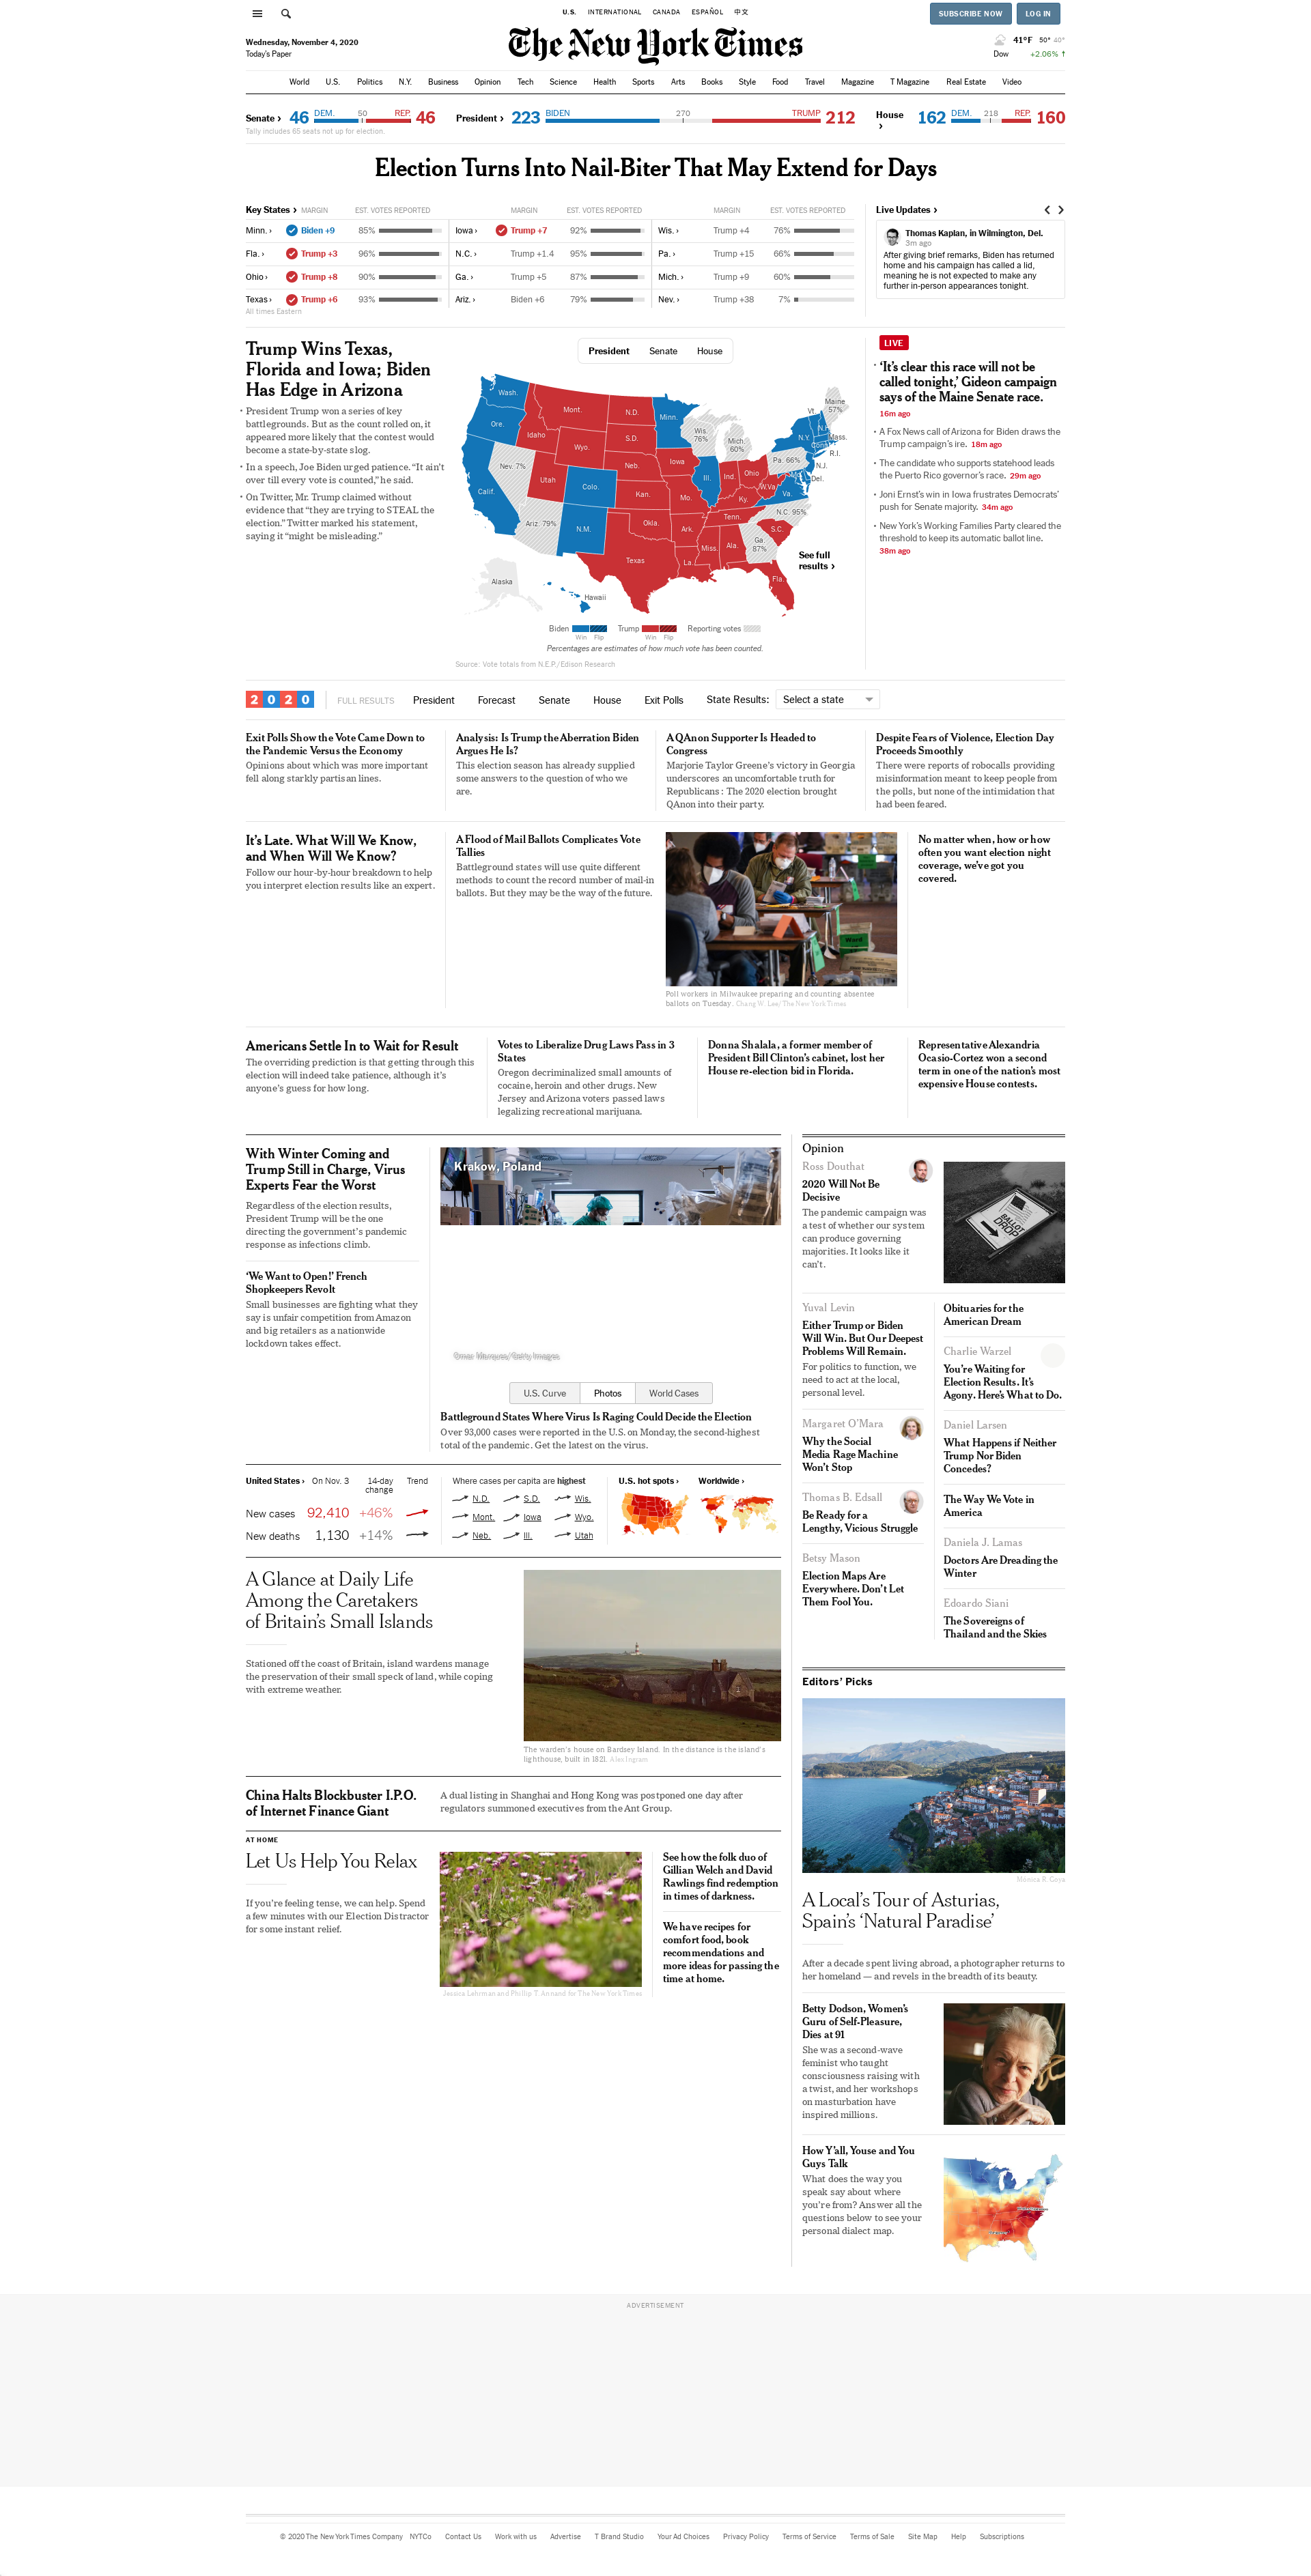 U.S. INTERNATIONAL CANADA ESPAÑOL 中文
SUBSCRIBE NOW LOG IN
Wednesday, November 4, 2020
Today's Paper
The New York Times
41°F 50° 40°
Dow +2.06% ↑
World U.S. Politics N.Y. Business Opinion Tech Science Health Sports Arts Books Style Food Travel Magazine T Magazine Real Estate Video
Senate › 46 DEM. 50 REP. 46
Tally includes 65 seats not up for election.
President › 223 BIDEN 270 TRUMP 212
House › 162 DEM. 218 REP. 160
Election Turns Into Nail-Biter That May Extend for Days
Key States › MARGIN EST. VOTES REPORTED MARGIN EST. VOTES REPORTED MARGIN EST. VOTES REPORTED
Minn. › Biden +9 85% Iowa › Trump +7 92% Wis. › Trump +4 76%
Fla. › Trump +3 96% N.C. › Trump +1.4 95% Pa. › Trump +15 66%
Ohio › Trump +8 90% Ga. › Trump +5 87% Mich. › Trump +9 60%
Texas › Trump +6 93% Ariz. › Biden +6 79% Nev. › Trump +38 7%
All times Eastern
Live Updates ›
Thomas Kaplan, in Wilmington, Del.
3m ago
After giving brief remarks, Biden has returned
home and his campaign has called a lid,
meaning he is not expected to make any
further in-person appearances tonight.
Trump Wins Texas,
Florida and Iowa; Biden
Has Edge in Arizona
President Trump won a series of key
battlegrounds. But as the count rolled on, it
appeared more likely that the contest would
become a state-by-state slog.
In a speech, Joe Biden urged patience. “It ain’t
over till every vote is counted,” he said.
On Twitter, Mr. Trump claimed without
evidence that “they are trying to STEAL the
election.” Twitter marked his statement,
saying it “might be misleading.”
President Senate House
Wash.
Ore.
Calif.
Nev. 7%
Idaho
Mont.
Wyo.
Utah
Ariz. 79%
Colo.
N.M.
N.D.
S.D.
Neb.
Kan.
Okla.
Texas
Minn.
Iowa
Mo.
Ark.
La.
Wis.
76%
Ill.
Mich.
60%
Ind.
Ohio
Ky.
Tenn.
Miss.
Ala.
Ga.
87%
Fla.
S.C.
N.C. 95%
Va.
W.Va.
Pa. 66%
N.Y.
Vt.
Maine
57%
Mass.
R.I.
Conn.
N.J.
Del.
Alaska
Hawaii
See full
results ›
Biden Win Flip Trump Win Flip Reporting votes
Percentages are estimates of how much vote has been counted.
Source: Vote totals from N.E.P./Edison Research
LIVE
‘It’s clear this race will not be
called tonight,’ Gideon campaign
says of the Maine Senate race.
16m ago
A Fox News call of Arizona for Biden draws the
Trump campaign’s ire. 18m ago
The candidate who supports statehood leads
the Puerto Rico governor’s race. 29m ago
Joni Ernst’s win in Iowa frustrates Democrats’
push for Senate majority. 34m ago
New York’s Working Families Party cleared the
threshold to keep its automatic ballot line.
38m ago
2020 FULL RESULTS President Forecast Senate House Exit Polls State Results: Select a state
Exit Polls Show the Vote Came Down to
the Pandemic Versus the Economy
Opinions about which was more important
fell along starkly partisan lines.
Analysis: Is Trump the Aberration Biden
Argues He Is?
This election season has already supplied
some answers to the question of who we
are.
A QAnon Supporter Is Headed to
Congress
Marjorie Taylor Greene’s victory in Georgia
underscores an uncomfortable truth for
Republicans: The 2020 election brought
QAnon into their party.
Despite Fears of Violence, Election Day
Proceeds Smoothly
There were reports of robocalls providing
misinformation meant to keep people from
the polls, but none of the intimidation that
had been feared.
It’s Late. What Will We Know,
and When Will We Know?
Follow our hour-by-hour breakdown to help
you interpret election results like an expert.
A Flood of Mail Ballots Complicates Vote
Tallies
Battleground states will use quite different
methods to count the record number of mail-in
ballots. But they may be the way of the future.
Poll workers in Milwaukee preparing and counting absentee
ballots on Tuesday. Chang W. Lee/The New York Times
No matter when, how or how
often you want election night
coverage, we’ve got you
covered.
Americans Settle In to Wait for Result
The overriding prediction is that getting through this
election will indeed take patience, although it’s
anyone’s guess for how long.
Votes to Liberalize Drug Laws Pass in 3
States
Oregon decriminalized small amounts of
cocaine, heroin and other drugs. New
Jersey and Arizona voters passed laws
legalizing recreational marijuana.
Donna Shalala, a former member of
President Bill Clinton’s cabinet, lost her
House re-election bid in Florida.
Representative Alexandria
Ocasio-Cortez won a second
term in one of the nation’s most
expensive House contests.
With Winter Coming and
Trump Still in Charge, Virus
Experts Fear the Worst
Regardless of the election results,
President Trump will be the one
directing the government’s pandemic
response as infections climb.
‘We Want to Open!’ French
Shopkeepers Revolt
Small businesses are fighting what they
say is unfair competition from Amazon
and big retailers as a nationwide
lockdown takes effect.
Krakow, Poland
Omar Marques/Getty Images
U.S. Curve Photos World Cases
Battleground States Where Virus Is Raging Could Decide the Election
Over 93,000 cases were reported in the U.S. on Monday, the second-highest
total of the pandemic. Get the latest on the virus.
United States › On Nov. 3 14-day change Trend
New cases 92,410 +46%
New deaths 1,130 +14%
Where cases per capita are highest
N.D. S.D. Wis.
Mont. Iowa Wyo.
Neb. Ill. Utah
U.S. hot spots › Worldwide ›
A Glance at Daily Life
Among the Caretakers
of Britain’s Small Islands
Stationed off the coast of Britain, island wardens manage
the preservation of their small speck of land, while coping
with extreme weather.
The warden’s house on Bardsey Island. In the distance is the island’s
lighthouse, built in 1821. Alex Ingram
China Halts Blockbuster I.P.O.
of Internet Finance Giant
A dual listing in Shanghai and Hong Kong was postponed one day after
regulators summoned executives from the Ant Group.
AT HOME
Let Us Help You Relax
If you’re feeling tense, we can help. Spend
a few minutes with our Election Distractor
for some instant relief.
Jessica Lehrman and Phillip T. Annand for The New York Times
See how the folk duo of
Gillian Welch and David
Rawlings find redemption
in times of darkness.
We have recipes for
comfort food, book
recommendations and
more ideas for passing the
time at home.
Opinion
Ross Douthat
2020 Will Not Be
Decisive
The pandemic campaign was
a test of whether our system
can produce governing
majorities. It looks like it
can’t.
BALLOT
DROP
Yuval Levin
Either Trump or Biden
Will Win. But Our Deepest
Problems Will Remain.
For politics to function, we
need to act at the local,
personal level.
Margaret O’Mara
Why the Social
Media Rage Machine
Won’t Stop
Thomas B. Edsall
Be Ready for a
Lengthy, Vicious Struggle
Betsy Mason
Election Maps Are
Everywhere. Don’t Let
Them Fool You.
Obituaries for the
American Dream
Charlie Warzel
You’re Waiting for
Election Results. It’s
Agony. Here’s What to Do.
Daniel Larsen
What Happens if Neither
Trump Nor Biden
Concedes?
The Way We Vote in
America
Daniela J. Lamas
Doctors Are Dreading the
Winter
Edoardo Siani
The Sovereigns of
Thailand and the Skies
Editors’ Picks
Mónica R. Goya
A Local’s Tour of Asturias,
Spain’s ‘Natural Paradise’
After a decade spent living abroad, a photographer returns to
her homeland — and revels in the breadth of its beauty.
Betty Dodson, Women’s
Guru of Self-Pleasure,
Dies at 91
She was a second-wave
feminist who taught
consciousness raising with
a twist, and her workshops
on masturbation have
inspired millions.
How Y’all, Youse and You
Guys Talk
What does the way you
speak say about where
you’re from? Answer all the
questions below to see your
personal dialect map.
ADVERTISEMENT
© 2020 The New York Times Company NYTCo Contact Us Work with us Advertise T Brand Studio Your Ad Choices Privacy Policy Terms of Service Terms of Sale Site Map Help Subscriptions